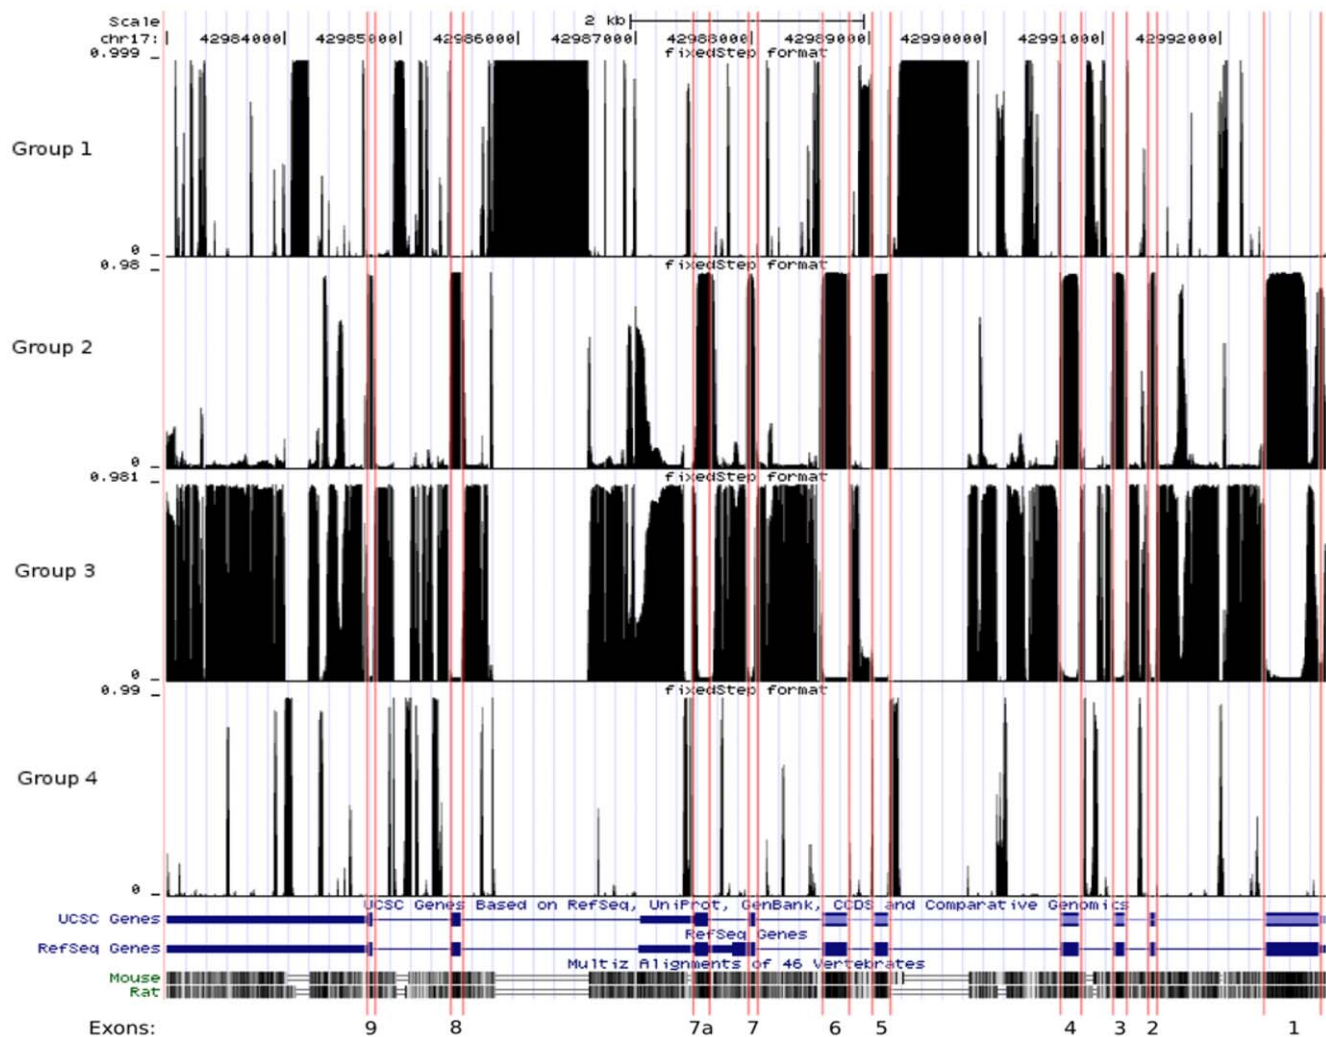 Scale 2 kb
chr17: 42984000 42985000 42986000 42987000 42988000 42989000 42990000 42991000 42992000
0.999 fixedStep format
Group 1
0
0.98 fixedStep format
Group 2
0
0.981 fixedStep format
Group 3
0
0.99 fixedStep format
Group 4
0
UCSC Genes Based on RefSeq, UniProt, GenBank, CCDS and Comparative Genomics
UCSC Genes
RefSeq Genes
RefSeq Genes
Multiz Alignments of 46 Vertebrates
Mouse
Rat
Exons: 9 8 7a 7 6 5 4 3 2 1